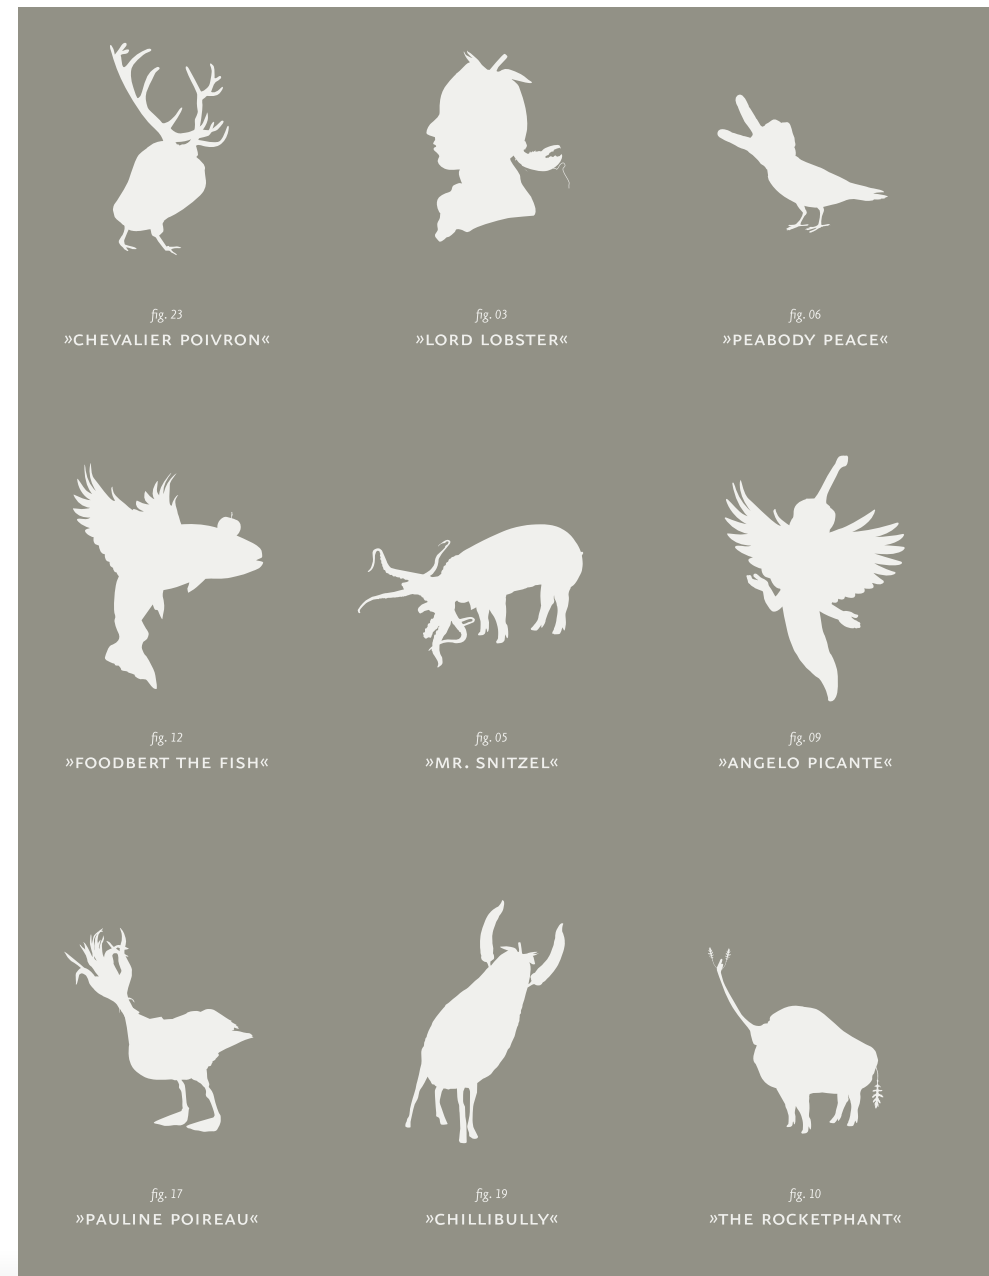 fig. 23
»CHEVALIER POIVRON«
fig. 03
»LORD LOBSTER«
fig. 06
»PEABODY PEACE«
fig. 12
»FOODBERT THE FISH«
fig. 05
»MR. SNITZEL«
fig. 09
»ANGELO PICANTE«
fig. 17
»PAULINE POIREAU«
fig. 19
»CHILLIBULLY«
fig. 10
»THE ROCKETPHANT«